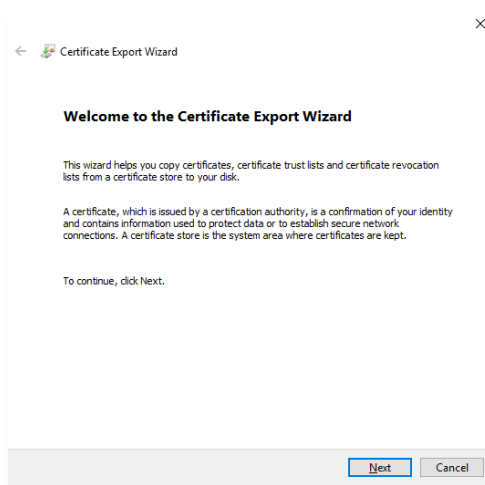 Certificate Export Wizard
Welcome to the Certificate Export Wizard
This wizard helps you copy certificates, certificate trust lists and certificate revocation
lists from a certificate store to your disk.
A certificate, which is issued by a certification authority, is a confirmation of your identity
and contains information used to protect data or to establish secure network
connections. A certificate store is the system area where certificates are kept.
To continue, click Next.
Next
Cancel